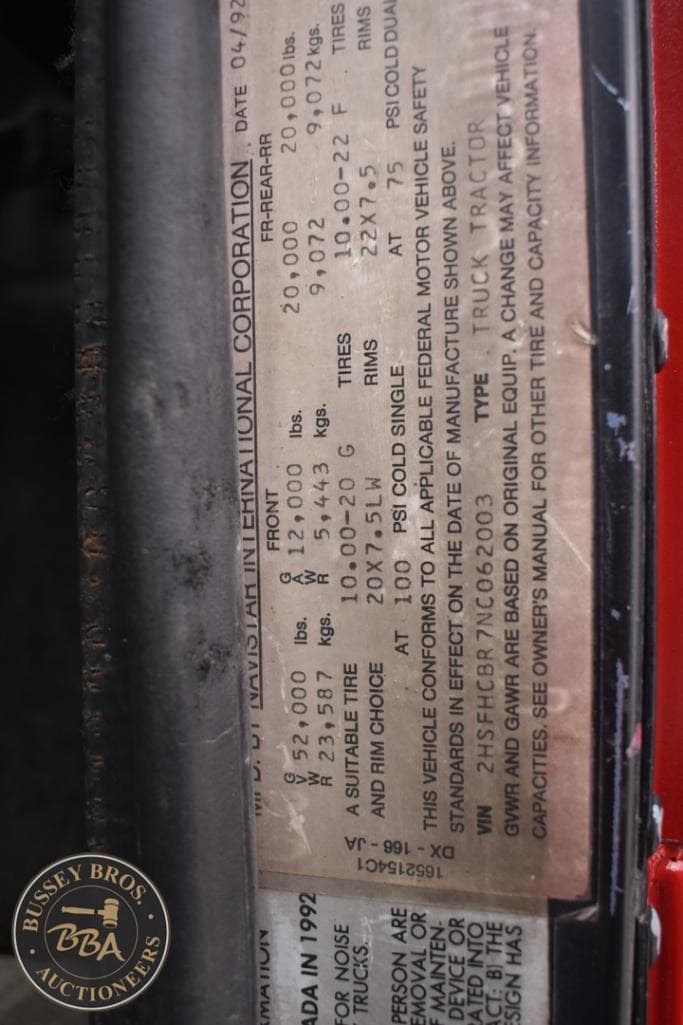 MFD. BY NAVISTAR INTERNATIONAL CORPORATION. DATE 04/92
FRONT FR-REAR-RR
GVWR 52,000 lbs. GAWR 12,000 lbs. 20,000 20,000 lbs.
23,587 kgs. 5,443 kgs. 9,072 9,072 kgs.
A SUITABLE TIRE 10.00-20 G TIRES 10.00-22 F TIRES
AND RIM CHOICE 20X7.5LW RIMS 22X7.5 RIMS
AT 100 PSI COLD SINGLE AT 75 PSI COLD DUAL
THIS VEHICLE CONFORMS TO ALL APPLICABLE FEDERAL MOTOR VEHICLE SAFETY
STANDARDS IN EFFECT ON THE DATE OF MANUFACTURE SHOWN ABOVE.
VIN 2HSFHCBR7NC062003 TYPE TRUCK TRACTOR
GVWR AND GAWR ARE BASED ON ORIGINAL EQUIP. A CHANGE MAY AFFECT VEHICLE
CAPACITIES. SEE OWNER'S MANUAL FOR OTHER TIRE AND CAPACITY INFORMATION.
1652154C1
DX - 166 - JA
MATION
ADA IN 1992
FOR NOISE
TRUCKS.
PERSON ARE
EMOVAL OR
F MAINTEN-
DEVICE OR
ATED INTO
ACT: B) THE
SIGN HAS
BUSSEY BROS.
BBA
AUCTIONEERS